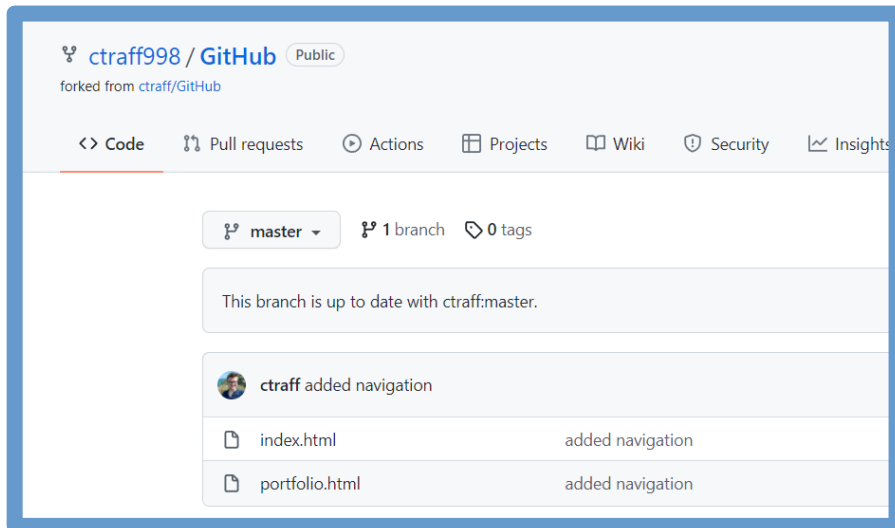 ctraff998 / GitHub Public
forked from ctraff/GitHub
Code Pull requests Actions Projects Wiki Security Insights
master 1 branch 0 tags
This branch is up to date with ctraff:master.
ctraff added navigation
index.html added navigation
portfolio.html added navigation